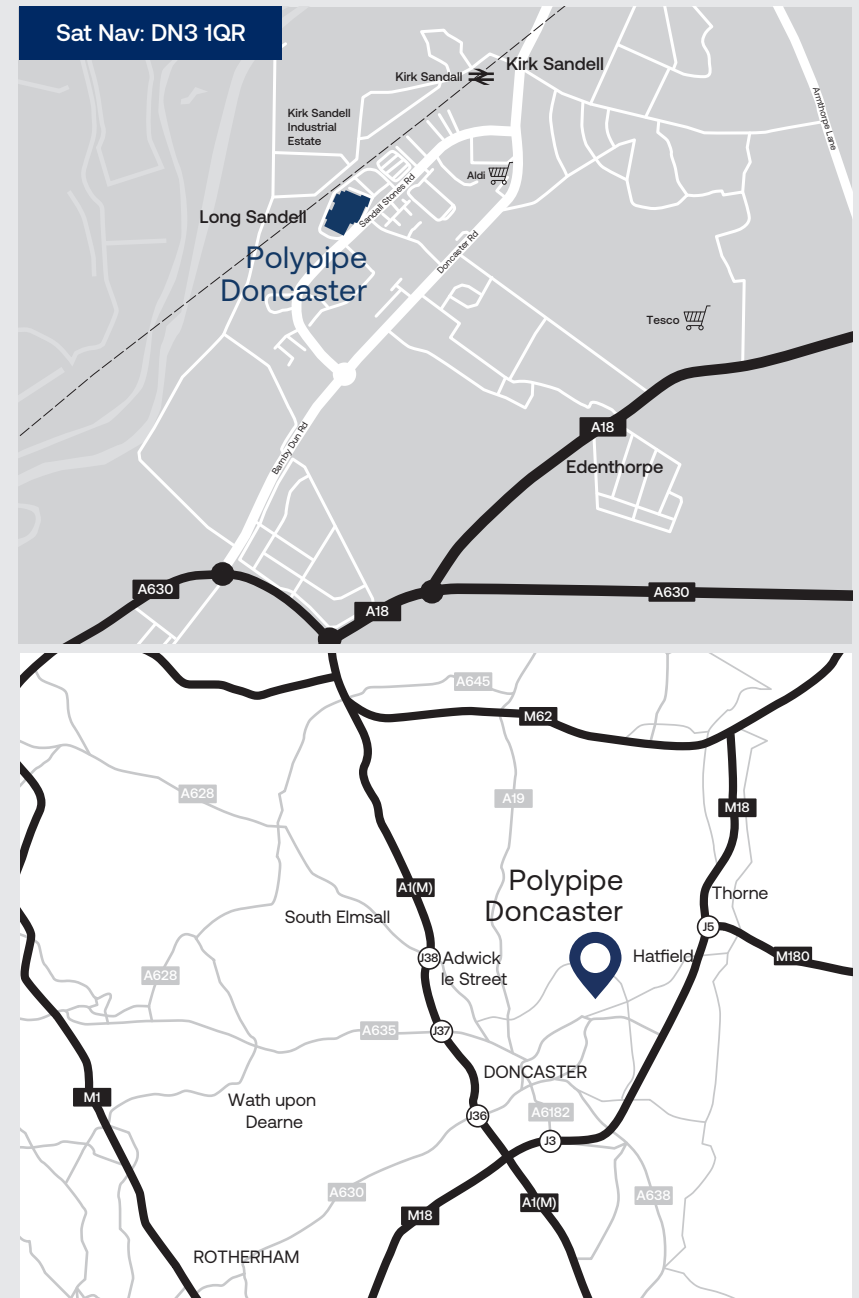 Sat Nav: DN3 1QR
Kirk Sandell
Kirk Sandall
Armthorpe Lane
Kirk Sandell
Industrial
Estate
Aldi
Sandall Stones Rd
Long Sandell
Doncaster Rd
Polypipe
Doncaster
Tesco
A18
Barnby Dun Rd
Edenthorpe
A630
A18
A630
A645
M62
A628
A19
M18
Polypipe
Doncaster
A1(M)
Thorne
South Elmsall
J5
J38
Adwick
le Street
Hatfield
M180
A628
A635
J37
DONCASTER
M1
Wath upon
Dearne
J36
A6182
J3
A630
A638
M18
A1(M)
ROTHERHAM